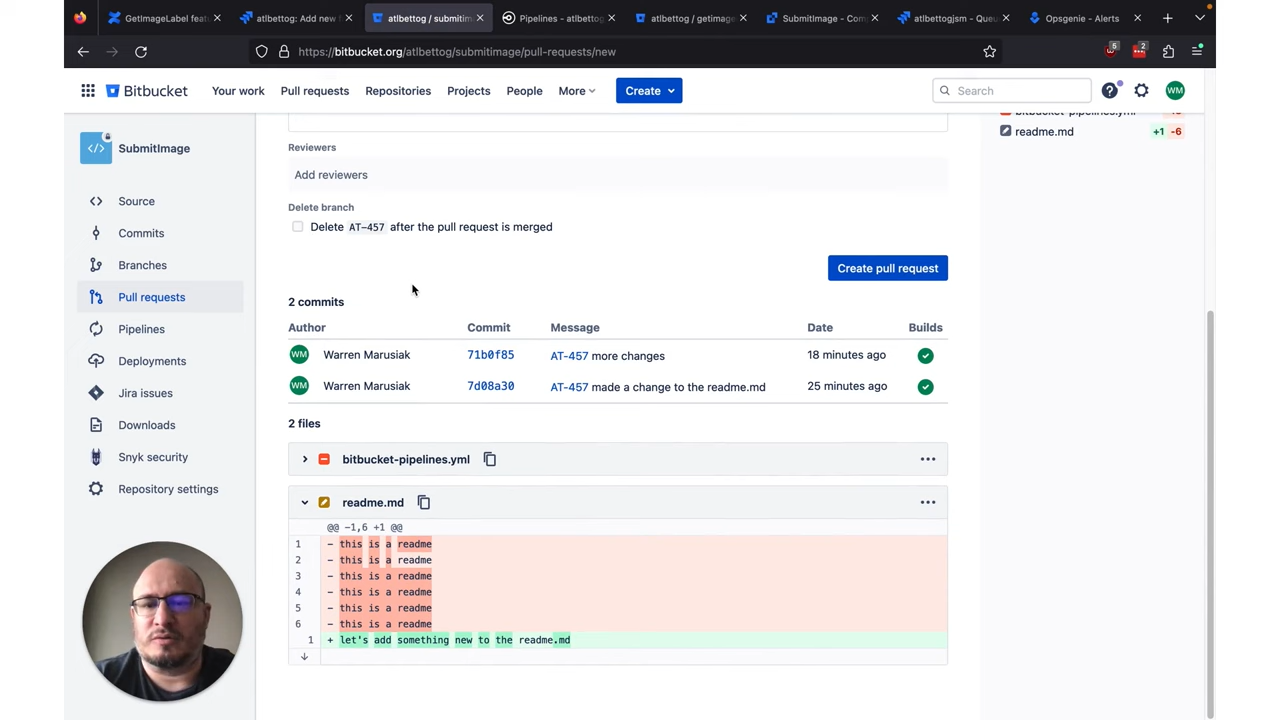 GetImageLabel feat
atlbettog: Add new
atlbettog / submitim
Pipelines - atlbettog
atlbettog / getimage
SubmitImage - Com
atlbettogjsm - Queu
Opsgenie - Alerts
https://bitbucket.org/atlbettog/submitimage/pull-requests/new
6
2
Bitbucket
Your work
Pull requests
Repositories
Projects
People
More
Create
Search
WM
SubmitImage
Source
Commits
Branches
Pull requests
Pipelines
Deployments
Jira issues
Downloads
Snyk security
Repository settings
bitbucket-pipelines.yml
readme.md +1 -6
Reviewers
Add reviewers
Delete branch
Delete AT-457 after the pull request is merged
Create pull request
2 commits
Author Commit Message Date Builds
WM Warren Marusiak 71b0f85 AT-457 more changes 18 minutes ago
WM Warren Marusiak 7d08a30 AT-457 made a change to the readme.md 25 minutes ago
2 files
bitbucket-pipelines.yml
readme.md
@@ -1,6 +1 @@
1 - this is a readme
2 - this is a readme
3 - this is a readme
4 - this is a readme
5 - this is a readme
6 - this is a readme
1 + let's add something new to the readme.md